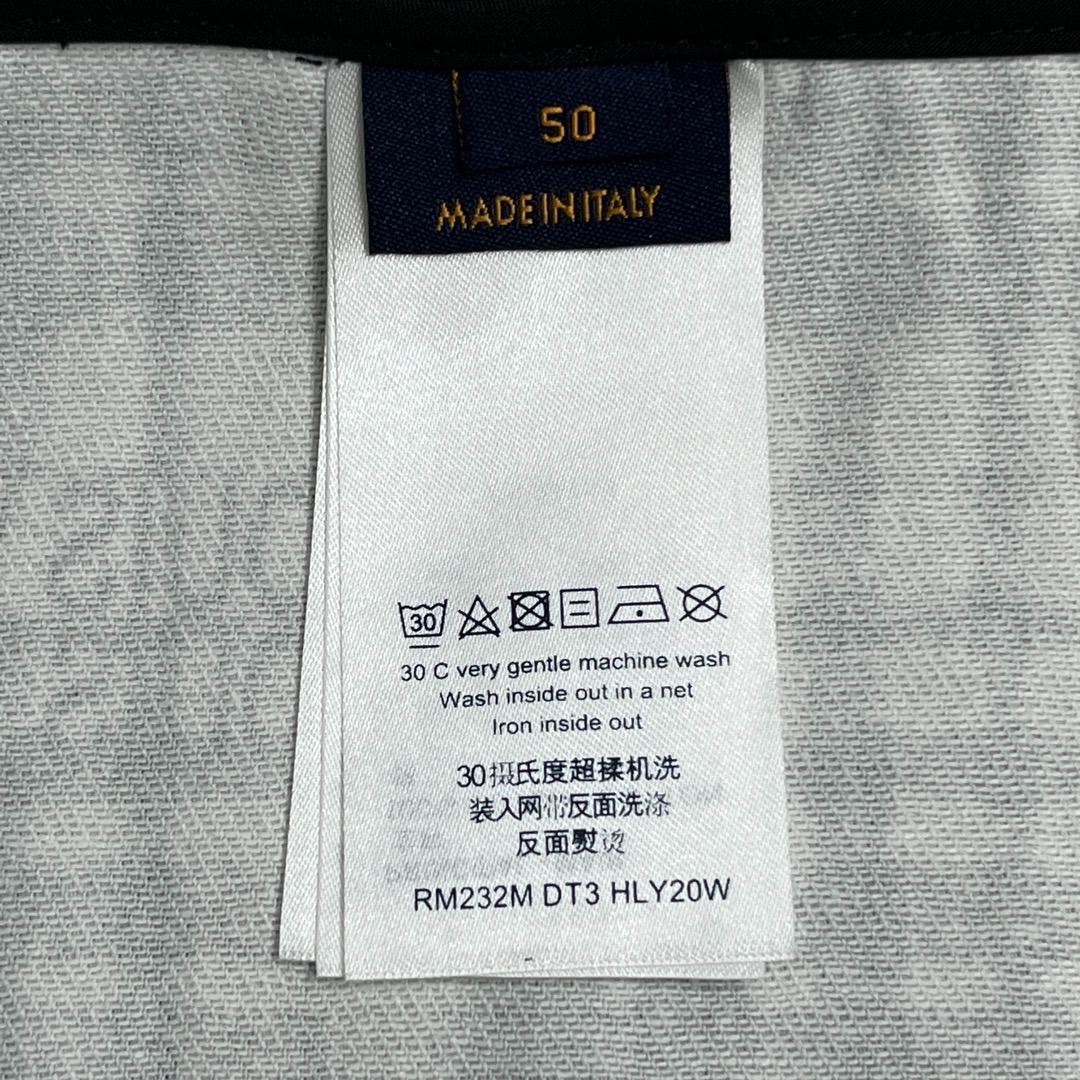 50
MADE IN ITALY
30
30 C very gentle machine wash
Wash inside out in a net
Iron inside out
30摄氏度超揉机洗
装入网带反面洗涤
反面熨烫
RM232M DT3 HLY20W